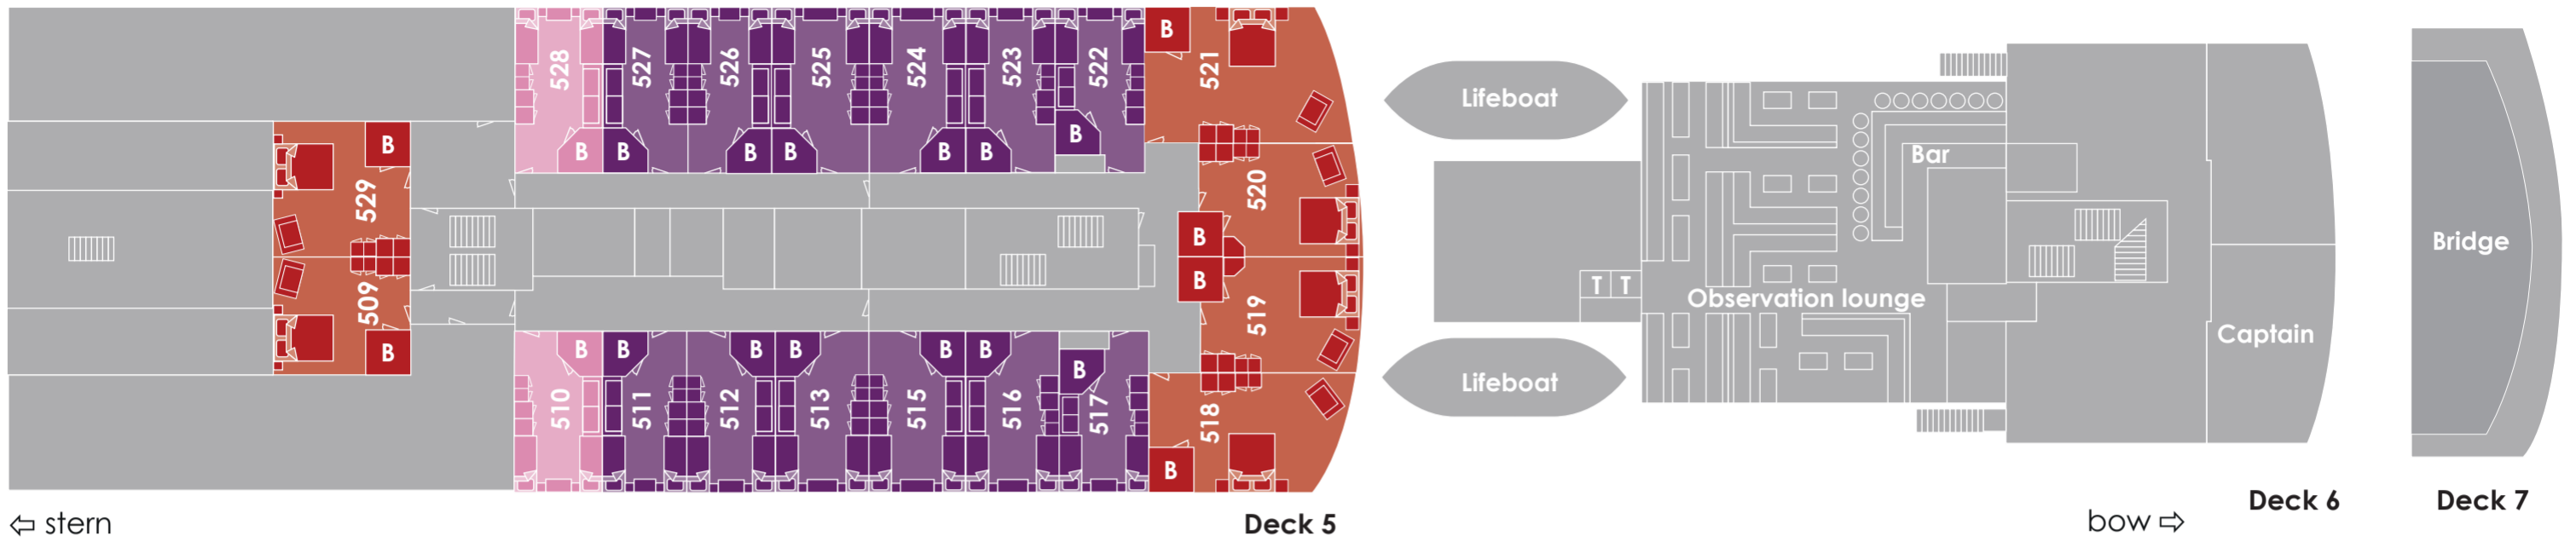 528
527
526
525
524
523
522
521
B
B
B
B
B
B
B
B
B
529
520
B
B
509
519
B
B
B
B
B
B
B
B
B
510
511
512
513
515
516
517
518
B
Lifeboat
Lifeboat
Bar
T T
Observation lounge
Captain
Bridge
← stern
Deck 5
bow →
Deck 6
Deck 7